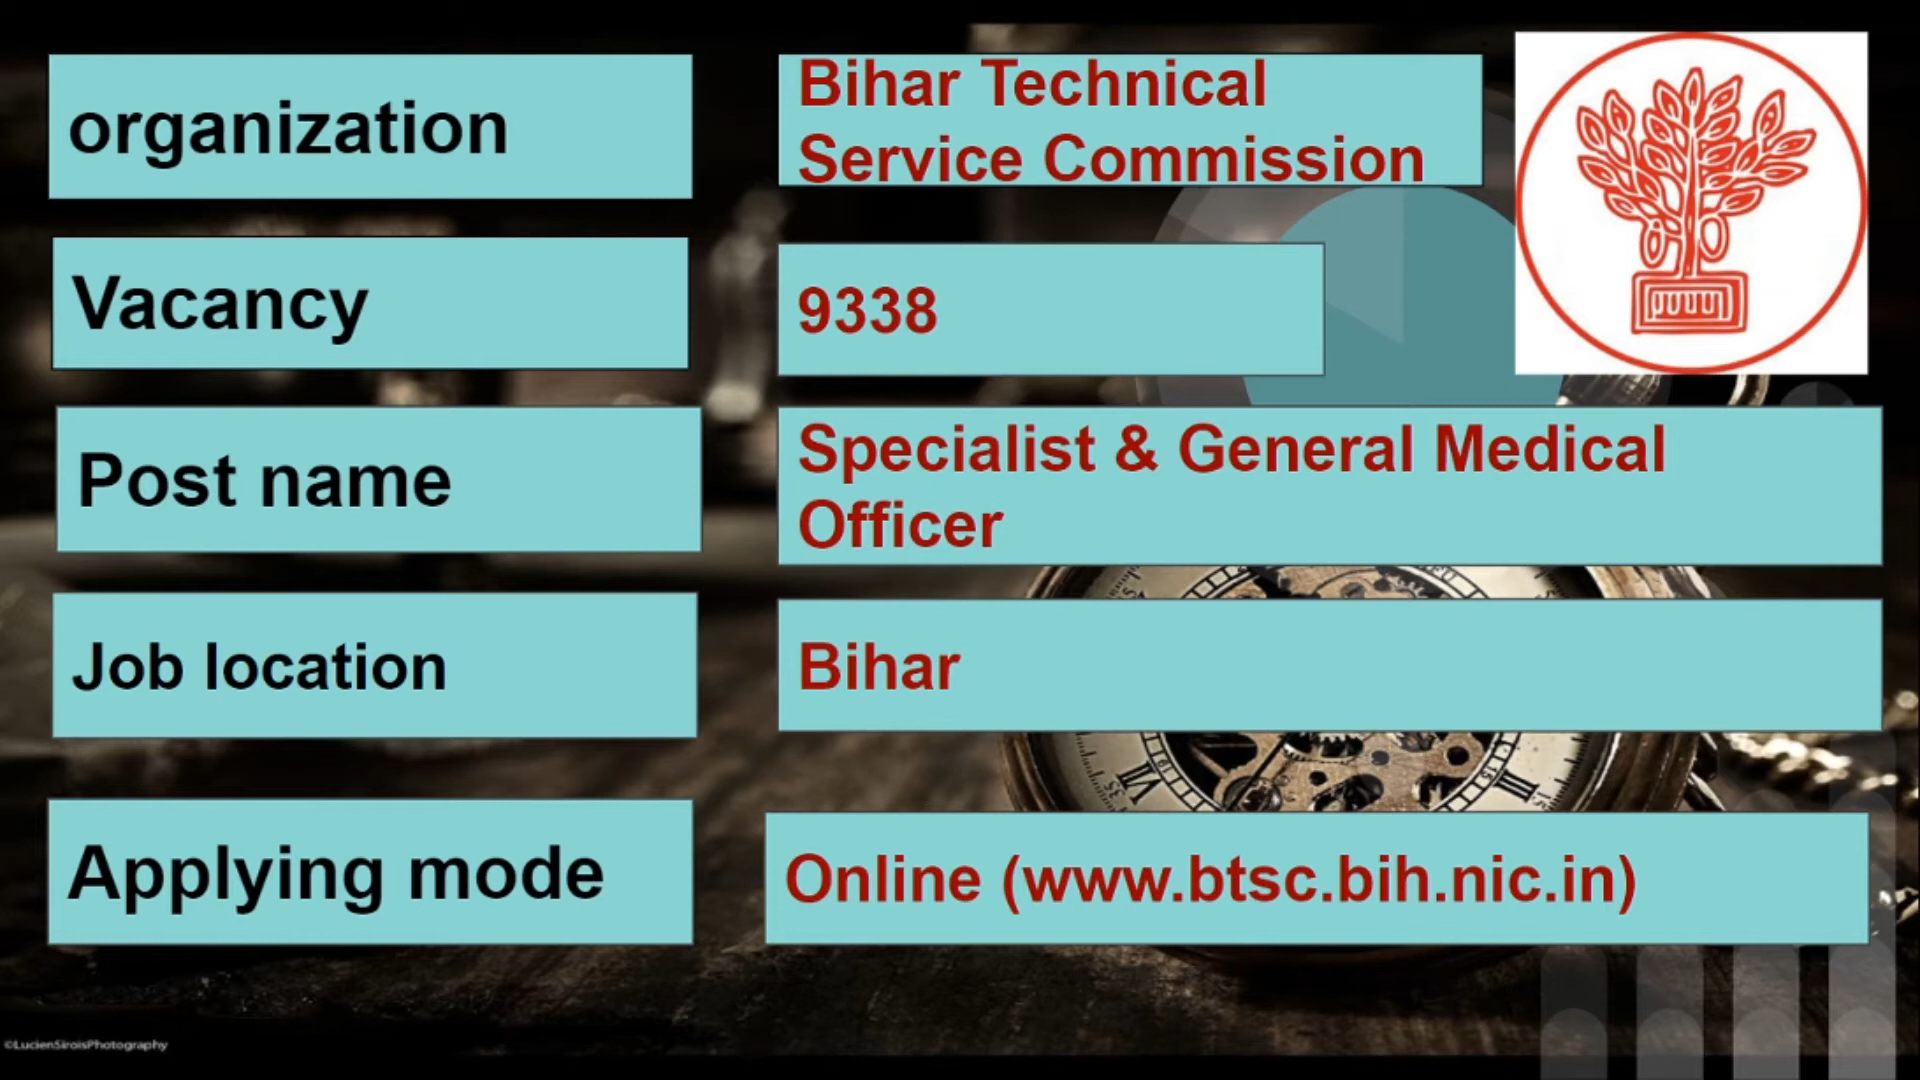 organization
Bihar Technical
Service Commission
Vacancy
9338
Post name
Specialist & General Medical
Officer
Job location
Bihar
Applying mode
Online (www.btsc.bih.nic.in)
©LucienSiroisPhotography